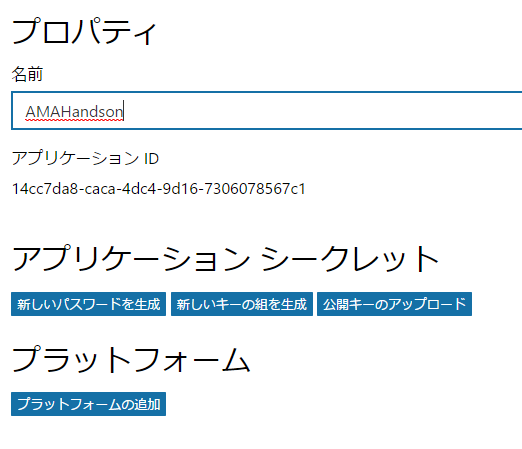 プロパティ
名前
AMAHandson
アプリケーション ID
14cc7da8-caca-4dc4-9d16-7306078567c1
アプリケーション シークレット
新しいパスワードを生成 新しいキーの組を生成 公開キーのアップロード
プラットフォーム
プラットフォームの追加